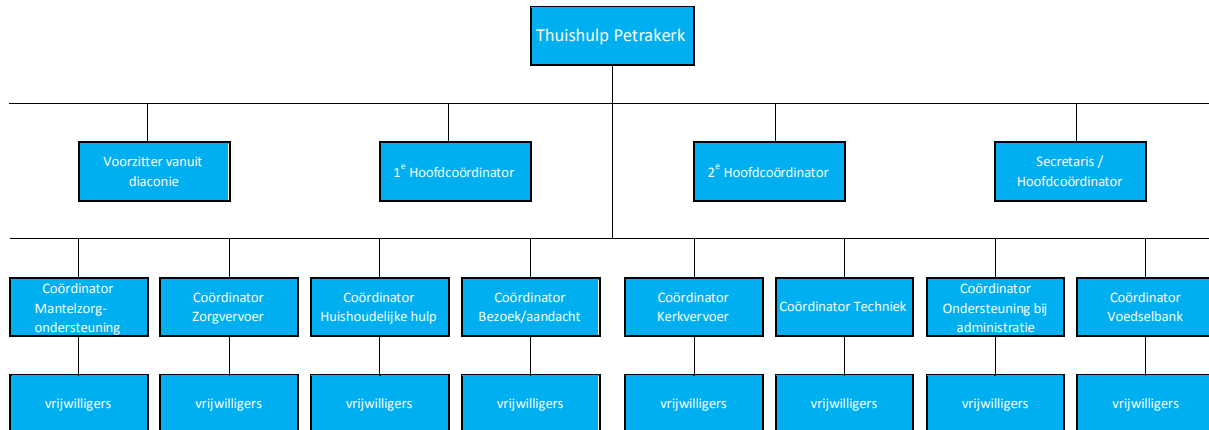 Thuishulp Petrakerk
Voorzitter vanuit
diaconie
1e Hoofdcoördinator
2e Hoofdcoördinator
Secretaris /
Hoofdcoördinator
Coördinator
Mantelzorg-
ondersteuning
Coördinator
Zorgvervoer
Coördinator
Huishoudelijke hulp
Coördinator
Bezoek/aandacht
Coördinator
Kerkvervoer
Coördinator Techniek
Coördinator
Ondersteuning bij
administratie
Coördinator
Voedselbank
vrijwilligers
vrijwilligers
vrijwilligers
vrijwilligers
vrijwilligers
vrijwilligers
vrijwilligers
vrijwilligers